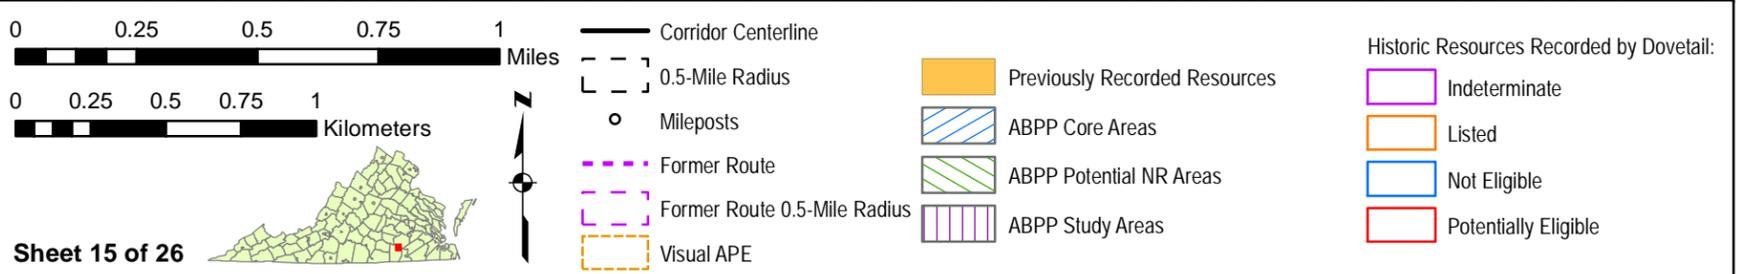 0 0.25 0.5 0.75 1
Miles
0 0.25 0.5 0.75 1
Kilometers
Sheet 15 of 26
N
Corridor Centerline
0.5-Mile Radius
Mileposts
Former Route
Former Route 0.5-Mile Radius
Visual APE
Previously Recorded Resources
ABPP Core Areas
ABPP Potential NR Areas
ABPP Study Areas
Historic Resources Recorded by Dovetail:
Indeterminate
Listed
Not Eligible
Potentially Eligible